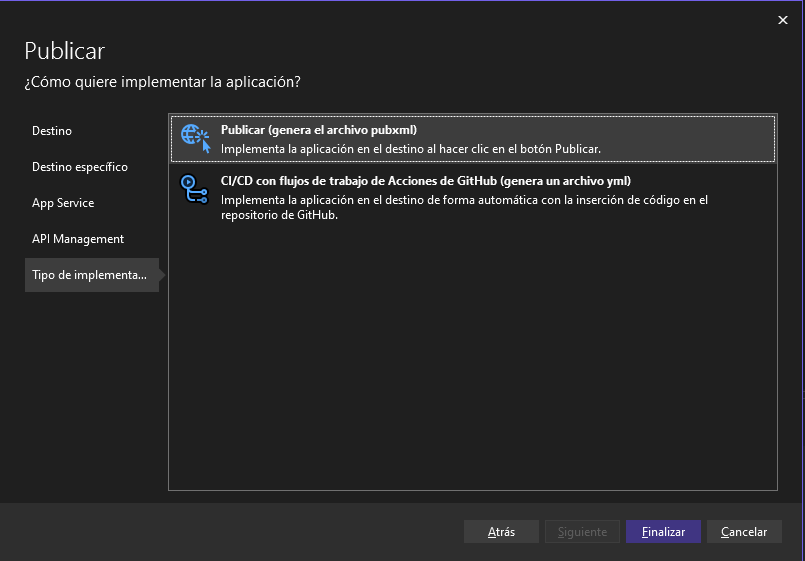 Publicar
¿Cómo quiere implementar la aplicación?
Destino
Destino específico
App Service
API Management
Tipo de implementa...
Publicar (genera el archivo pubxml)
Implementa la aplicación en el destino al hacer clic en el botón Publicar.
CI/CD con flujos de trabajo de Acciones de GitHub (genera un archivo yml)
Implementa la aplicación en el destino de forma automática con la inserción de código en el
repositorio de GitHub.
Atrás
Siguiente
Finalizar
Cancelar